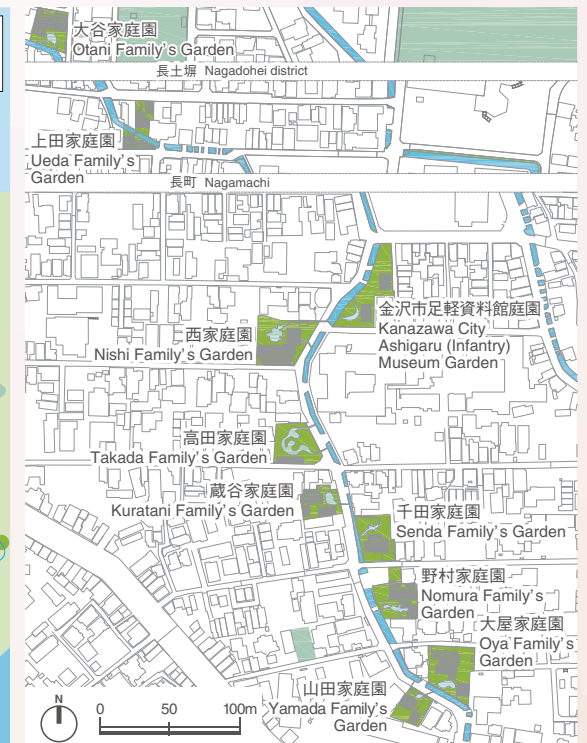 大谷家庭園
Otani Family's Garden
長土塀 Nagadohei district
上田家庭園
Ueda Family's
Garden
長町 Nagamachi
金沢市足軽資料館庭園
Kanazawa City
Ashigaru (Infantry)
Museum Garden
西家庭園
Nishi Family's Garden
高田家庭園
Takada Family's Garden
蔵谷家庭園
Kuratani Family's Garden
千田家庭園
Senda Family's Garden
野村家庭園
Nomura Family's
Garden
大屋家庭園
Oya Family's
Garden
山田家庭園
Yamada Family's
Garden
N
0 50 100m